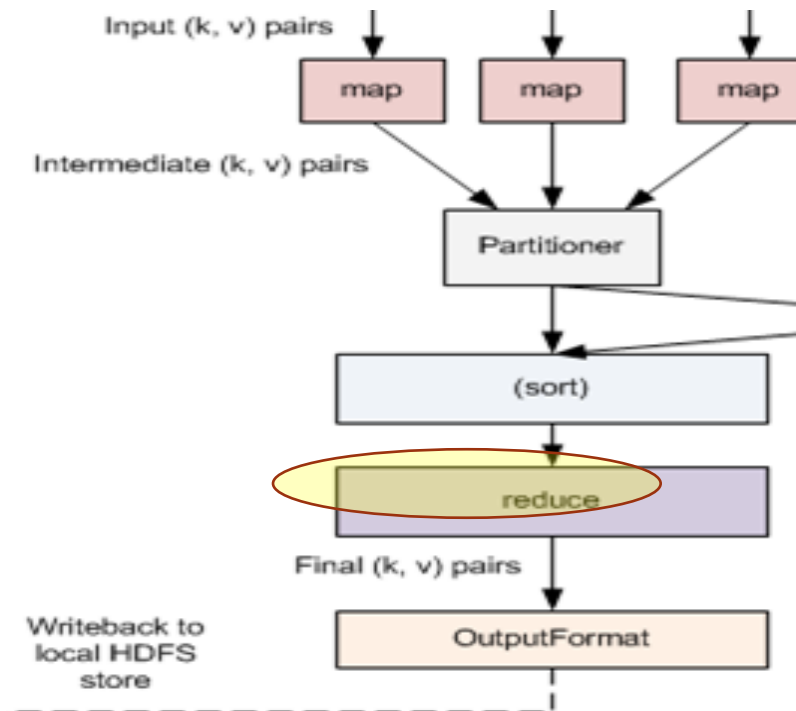 Input (k, v) pairs
map
map
map
Intermediate (k, v) pairs
Partitioner
(sort)
reduce
Final (k, v) pairs
Writeback to
local HDFS
store
OutputFormat